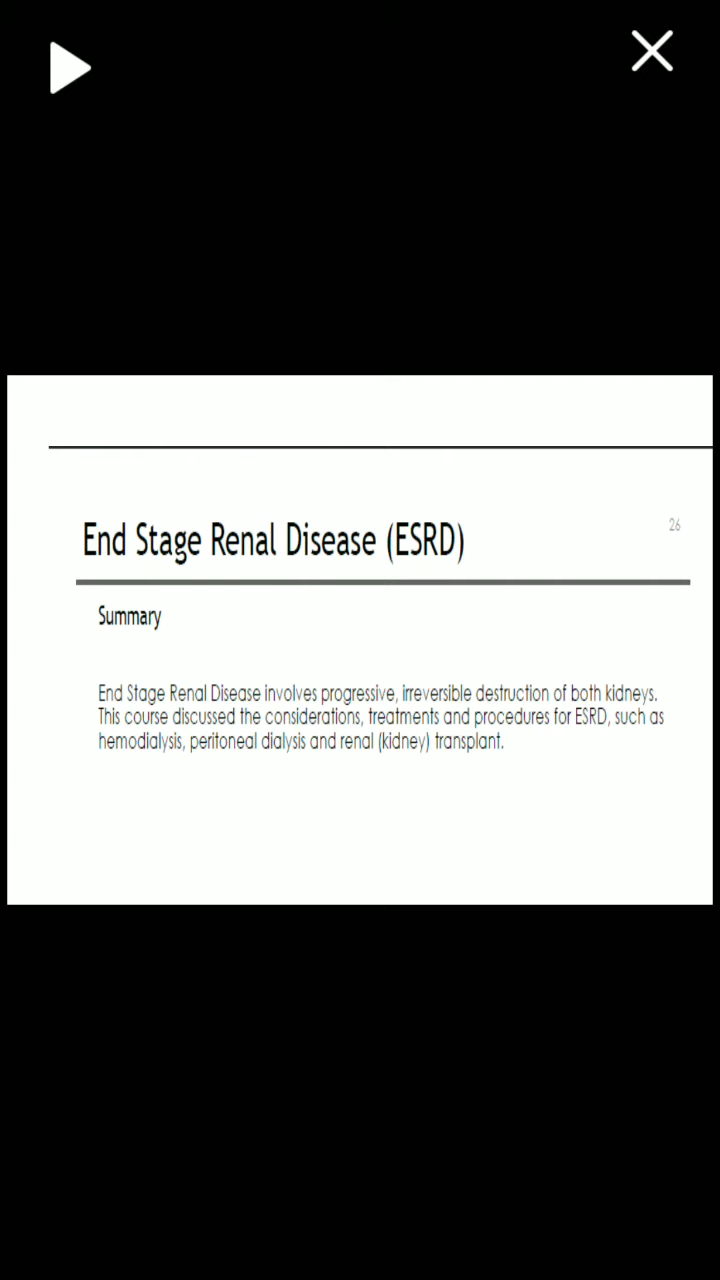 26
End Stage Renal Disease (ESRD)
Summary
End Stage Renal Disease involves progressive, irreversible destruction of both kidneys.
This course discussed the considerations, treatments and procedures for ESRD, such as
hemodialysis, peritoneal dialysis and renal (kidney) transplant.